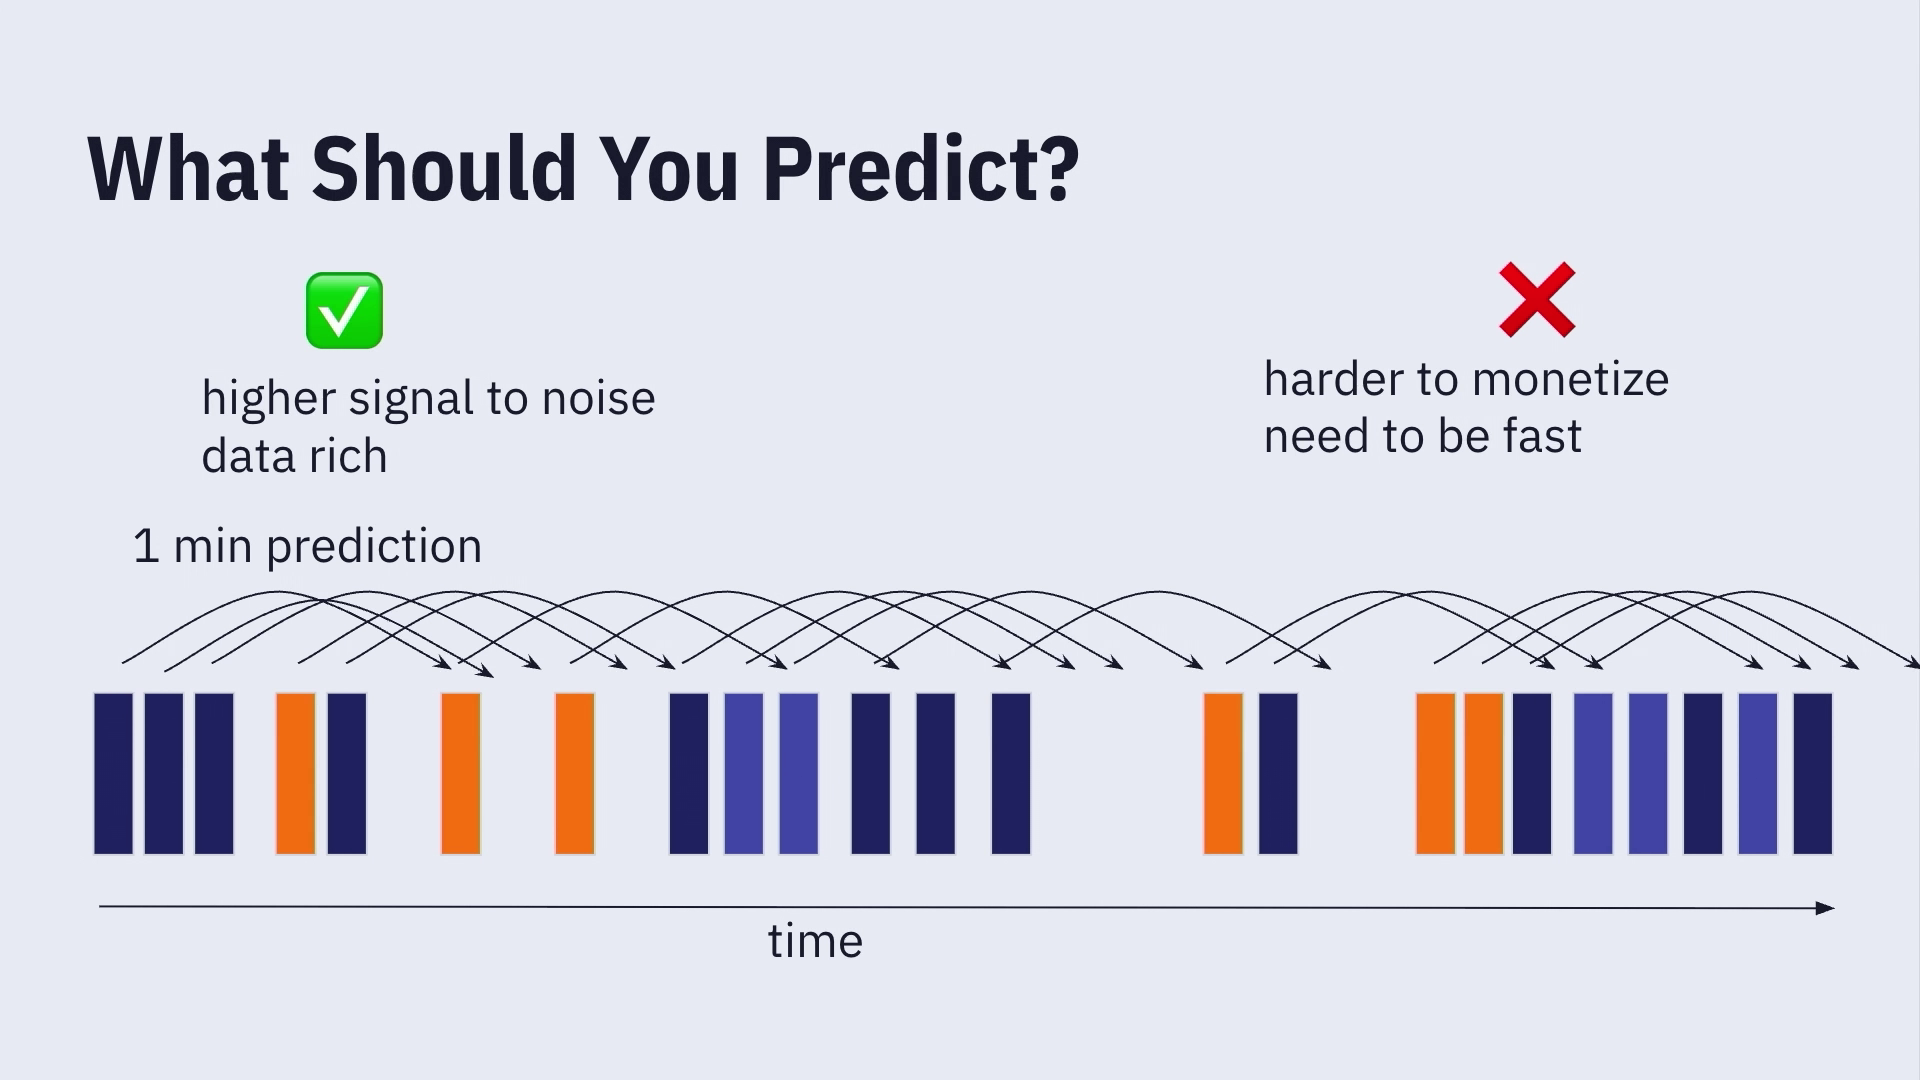 What Should You Predict?
higher signal to noise
data rich
harder to monetize
need to be fast
1 min prediction
time